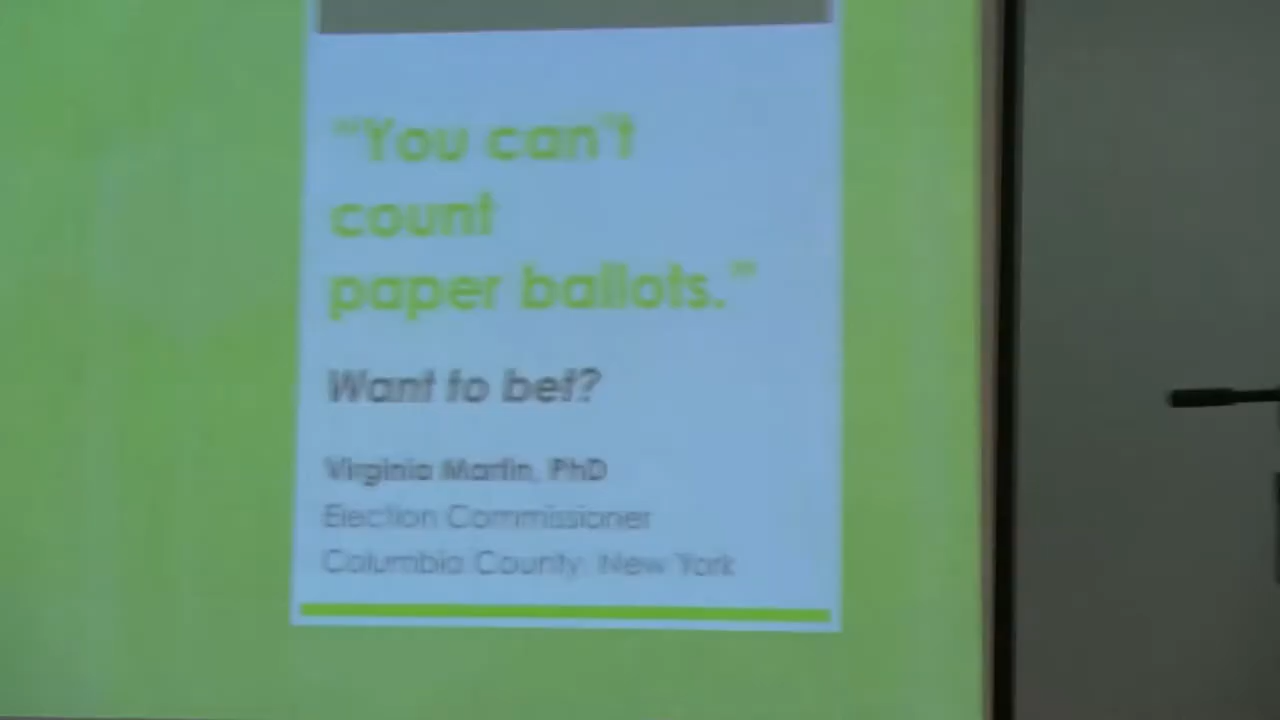 "You can't
count
paper ballots."
Want to bet?
Virginia Martin, PhD
Election Commissioner
Columbia County, New York